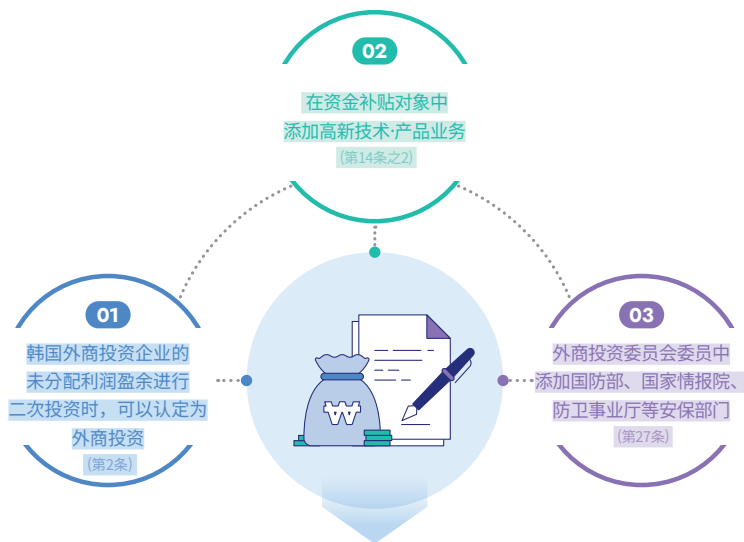 02
在资金补贴对象中
添加高新技术·产品业务
(第14条之2)
01
韩国外商投资企业的
未分配利润盈余进行
二次投资时，可以认定为
外商投资
(第2条)
03
外商投资委员会委员中
添加国防部、国家情报院、
防卫事业厅等安保部门
(第27条)
₩